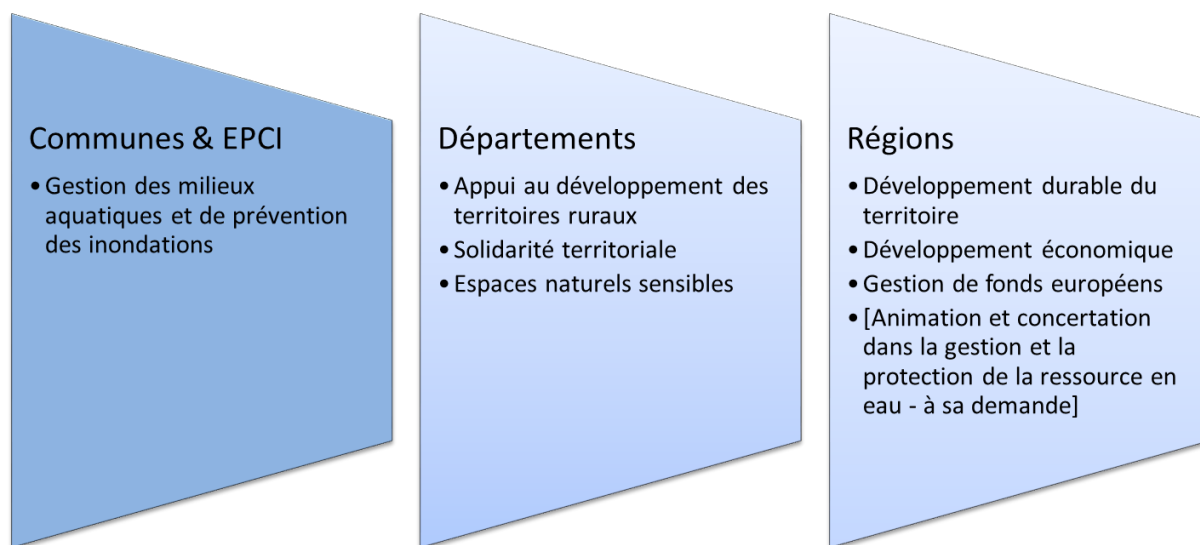 Communes & EPCI
• Gestion des milieux
aquatiques et de prévention
des inondations
Départements
• Appui au développement des
territoires ruraux
• Solidarité territoriale
• Espaces naturels sensibles
Régions
• Développement durable du
territoire
• Développement économique
• Gestion de fonds européens
• [Animation et concertation
dans la gestion et la
protection de la ressource en
eau - à sa demande]